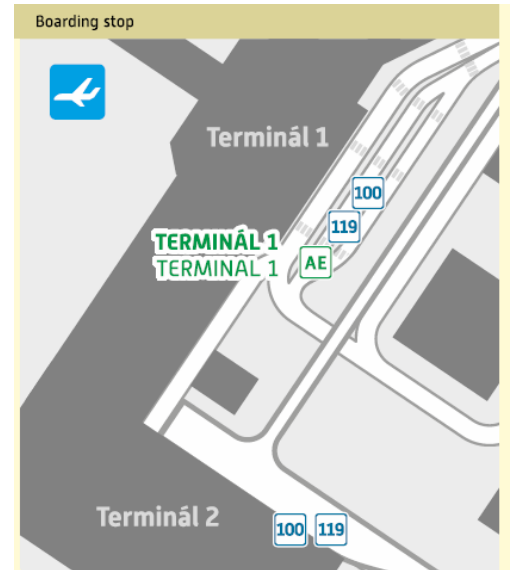 Boarding stop
Terminál 1
100
119
TERMINÁL 1
TERMINAL 1
AE
Terminál 2
100 119